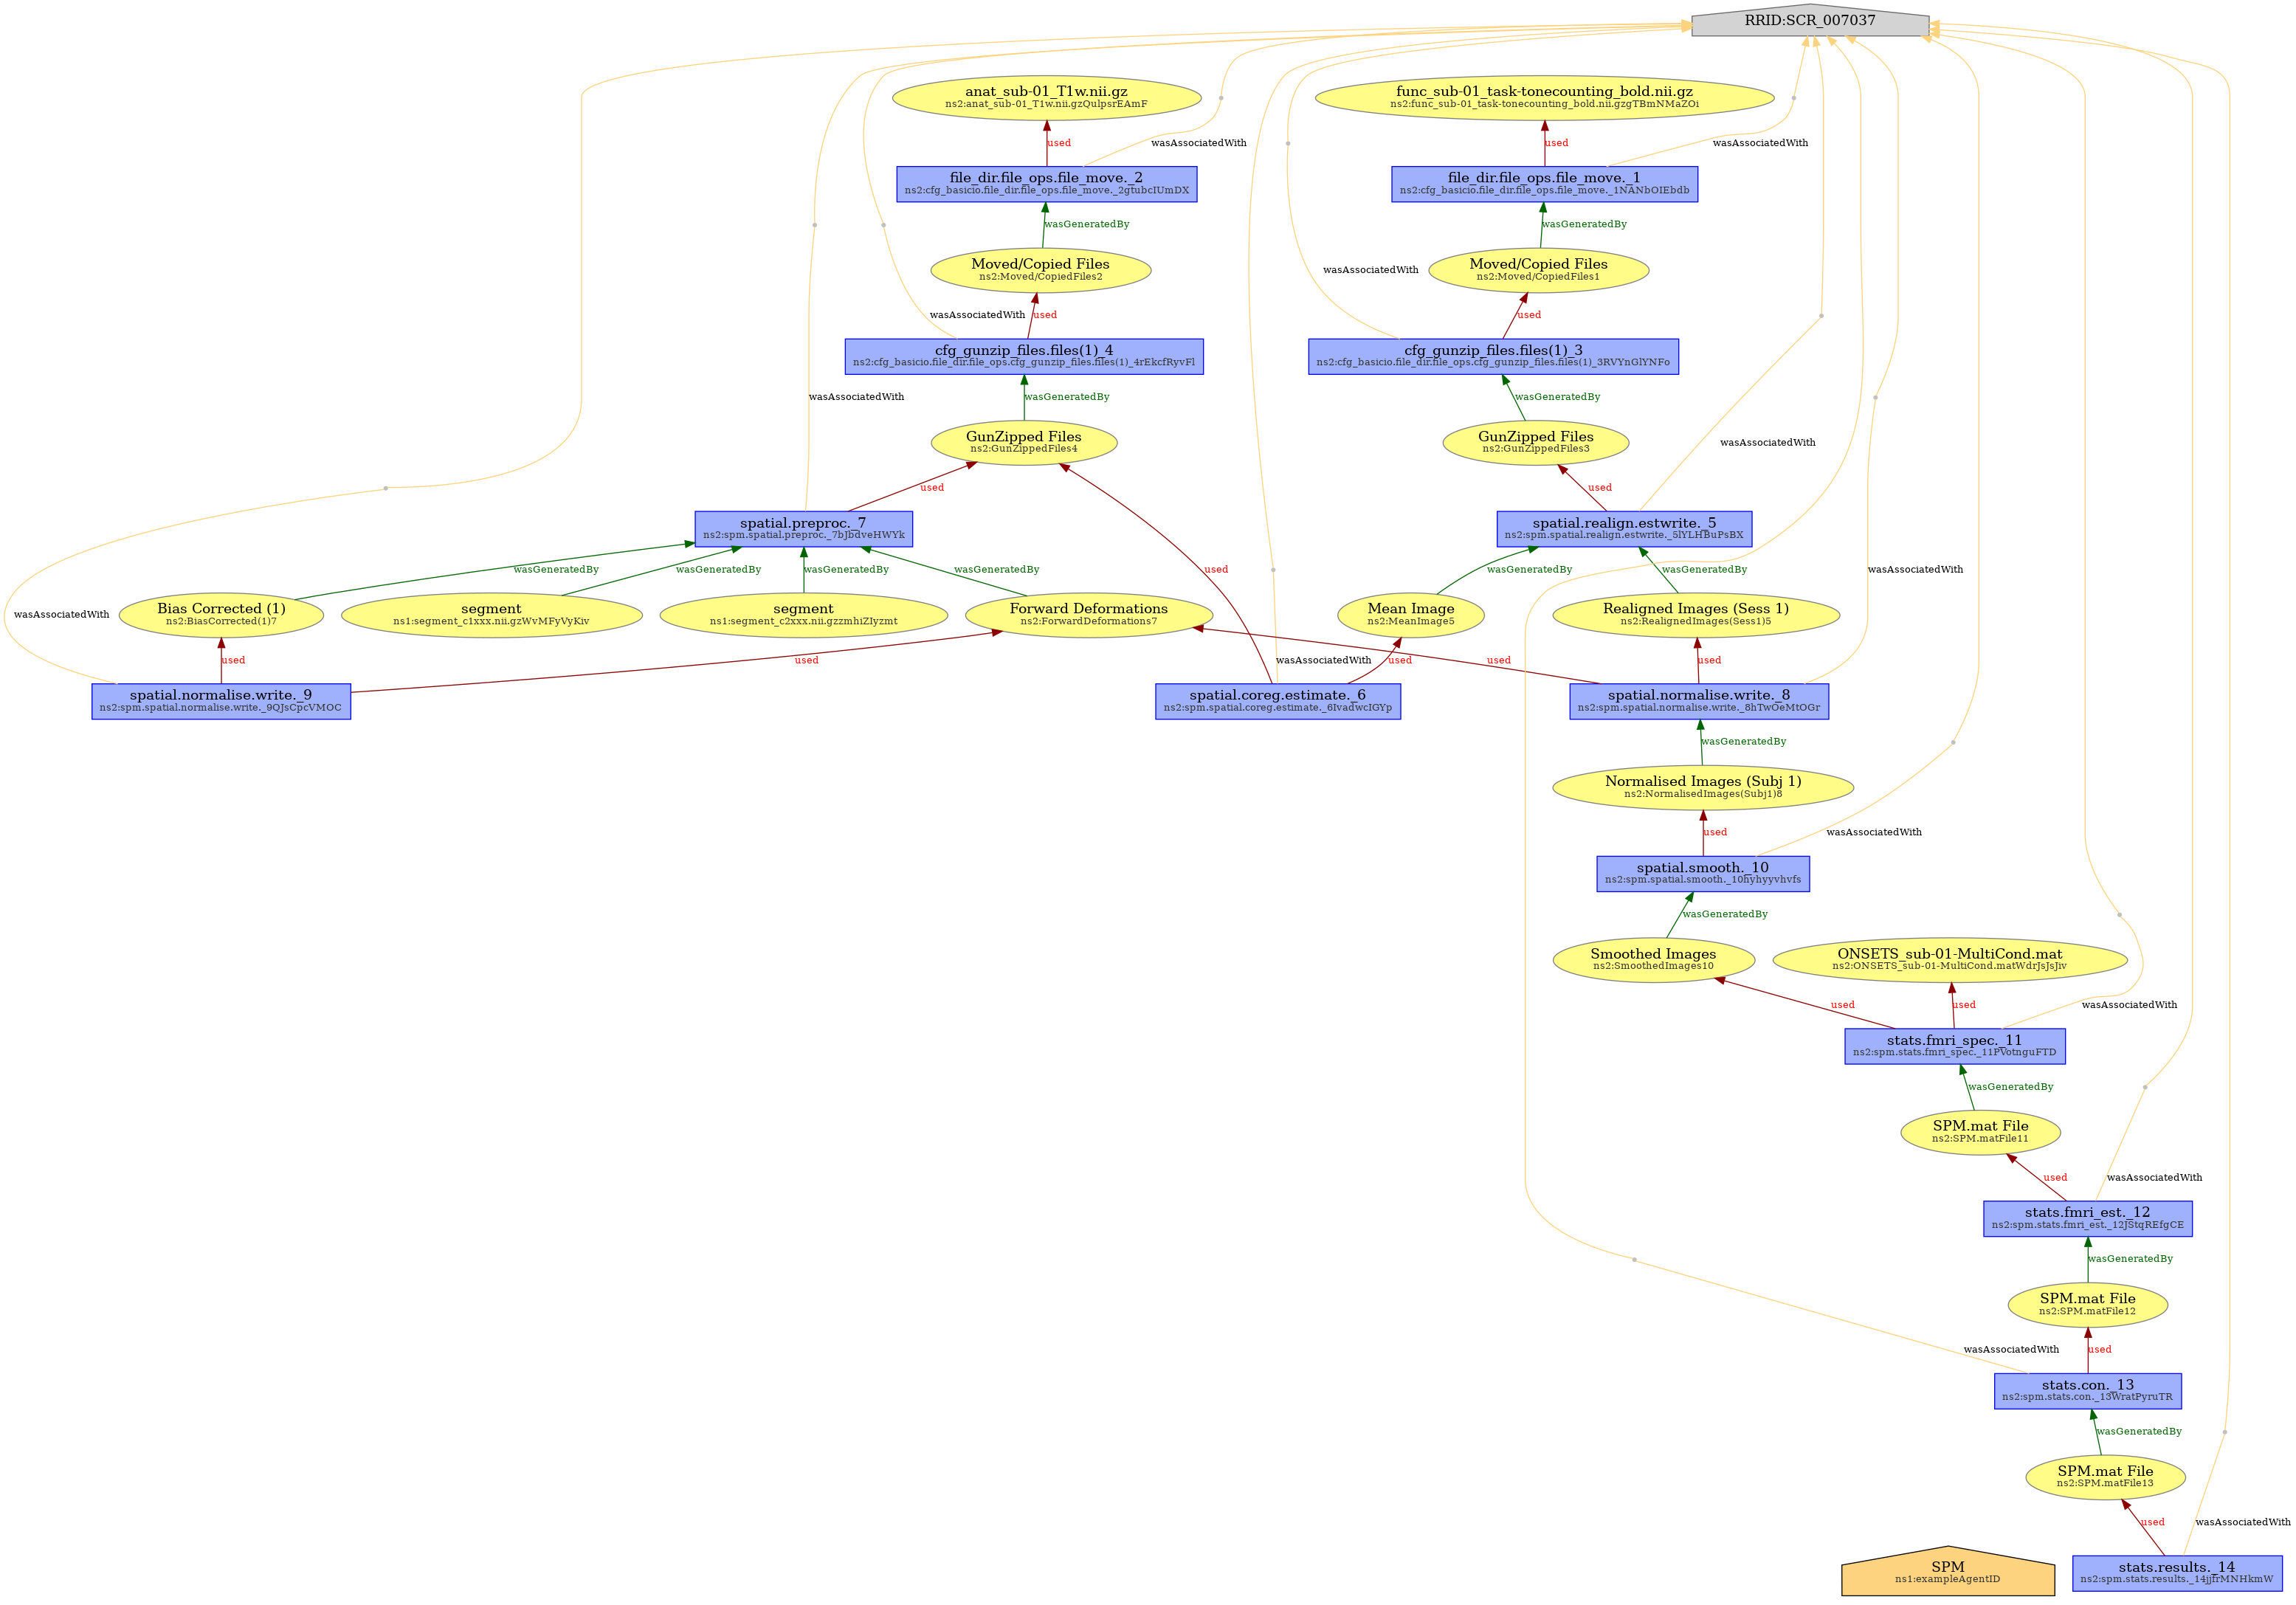 RRID:SCR_007037
anat_sub-01_T1w.nii.gz
ns2:anat_sub-01_T1w.nii.gzQulpsrEAmF
func_sub-01_task-tonecounting_bold.nii.gz
ns2:func_sub-01_task-tonecounting_bold.nii.gzgTBmNMaZOi
used
wasAssociatedWith
used
wasAssociatedWith
file_dir.file_ops.file_move._2
ns2:cfg_basicio.file_dir.file_ops.file_move._2gtubcIUmDX
file_dir.file_ops.file_move._1
ns2:cfg_basicio.file_dir.file_ops.file_move._1NANbOIEbdb
wasGeneratedBy
wasGeneratedBy
Moved/Copied Files
ns2:Moved/CopiedFiles2
Moved/Copied Files
ns2:Moved/CopiedFiles1
wasAssociatedWith
wasAssociatedWith
used
used
cfg_gunzip_files.files(1)_4
ns2:cfg_basicio.file_dir.file_ops.cfg_gunzip_files.files(1)_4rEkcfRyvFl
cfg_gunzip_files.files(1)_3
ns2:cfg_basicio.file_dir.file_ops.cfg_gunzip_files.files(1)_3RVYnGlYNFo
wasAssociatedWith
wasGeneratedBy
wasGeneratedBy
GunZipped Files
ns2:GunZippedFiles4
GunZipped Files
ns2:GunZippedFiles3
wasAssociatedWith
used
used
spatial.preproc._7
ns2:spm.spatial.preproc._7bJbdveHWYk
spatial.realign.estwrite._5
ns2:spm.spatial.realign.estwrite._5lYLHBuPsBX
wasGeneratedBy
wasGeneratedBy
wasGeneratedBy
wasGeneratedBy
used
wasGeneratedBy
wasGeneratedBy
wasAssociatedWith
wasAssociatedWith
Bias Corrected (1)
ns2:BiasCorrected(1)7
segment
ns1:segment_c1xxx.nii.gzWvMFyVyKiv
segment
ns1:segment_c2xxx.nii.gzzmhiZIyzmt
Forward Deformations
ns2:ForwardDeformations7
Mean Image
ns2:MeanImage5
Realigned Images (Sess 1)
ns2:RealignedImages(Sess1)5
used
used
wasAssociatedWith
used
used
used
spatial.normalise.write._9
ns2:spm.spatial.normalise.write._9QJsCpcVMOC
spatial.coreg.estimate._6
ns2:spm.spatial.coreg.estimate._6IvadwcIGYp
spatial.normalise.write._8
ns2:spm.spatial.normalise.write._8hTwOeMtOGr
wasGeneratedBy
Normalised Images (Subj 1)
ns2:NormalisedImages(Subj1)8
used
wasAssociatedWith
spatial.smooth._10
ns2:spm.spatial.smooth._10hyhyyvhvfs
wasGeneratedBy
Smoothed Images
ns2:SmoothedImages10
ONSETS_sub-01-MultiCond.mat
ns2:ONSETS_sub-01-MultiCond.matWdrJsJsJiv
used
used
wasAssociatedWith
stats.fmri_spec._11
ns2:spm.stats.fmri_spec._11PVotnguFTD
wasGeneratedBy
SPM.mat File
ns2:SPM.matFile11
used
wasAssociatedWith
stats.fmri_est._12
ns2:spm.stats.fmri_est._12JStqREfgCE
wasGeneratedBy
SPM.mat File
ns2:SPM.matFile12
wasAssociatedWith
used
stats.con._13
ns2:spm.stats.con._13WratPyruTR
wasGeneratedBy
SPM.mat File
ns2:SPM.matFile13
used
wasAssociatedWith
SPM
ns1:exampleAgentID
stats.results._14
ns2:spm.stats.results._14jjfrMNHkmW